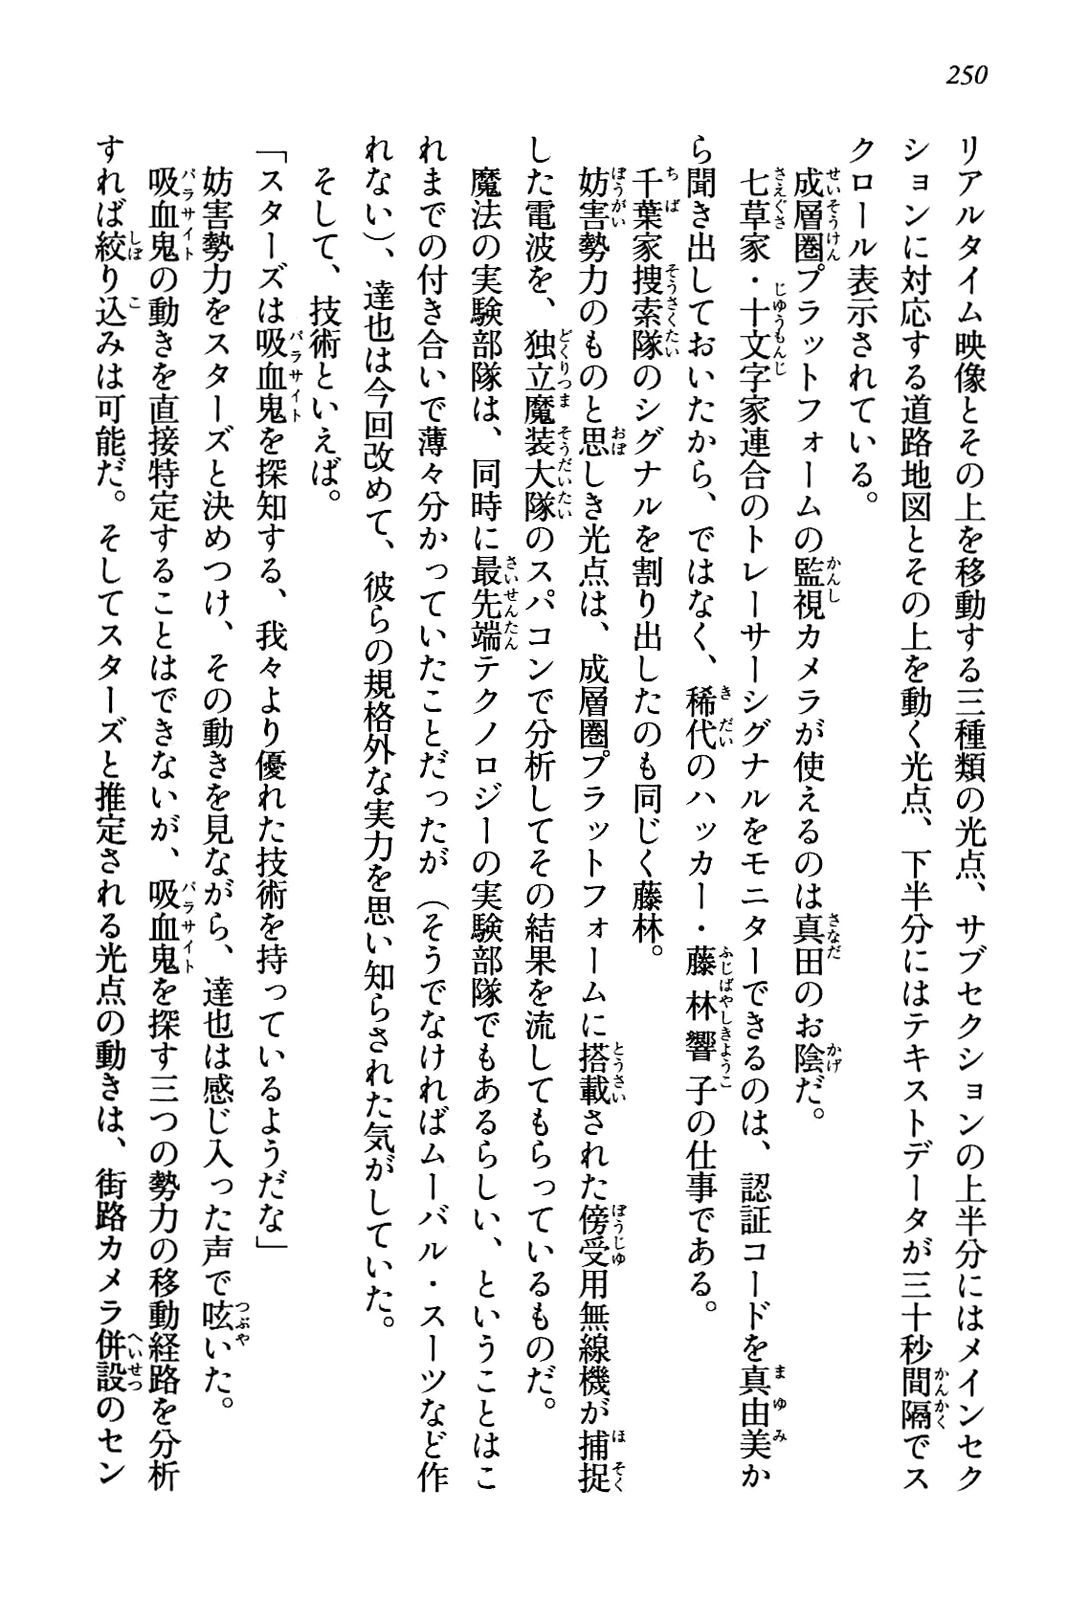 250
リアルタイム映像とその上を移動する三種類の光点、サブセクションの上半分にはメインセク
ションに対応する道路地図とその上を動く光点、下半分にはテキストデータが三十秒間隔でス
クロール表示されている。
成層圏プラットフォームの監視カメラが使えるのは真田のお陰だ。
七草家・十文字家連合のトレーサーシグナルをモニターできるのは、認証コードを真由美か
ら聞き出しておいたから、ではなく、稀代のハッカー・藤林響子の仕事である。
千葉家捜索隊のシグナルを割り出したのも同じく藤林。
妨害勢力のものと思しき光点は、成層圏プラットフォームに搭載された傍受用無線機が捕捉
した電波を、独立魔装大隊のスパコンで分析してその結果を流してもらっているものだ。
魔法の実験部隊は、同時に最先端テクノロジーの実験部隊でもあるらしい、ということはこ
れまでの付き合いで薄々分かっていたことだったが（そうでなければムーバル・スーツなど作
れない）、達也は今回改めて、彼らの規格外な実力を思い知らされた気がしていた。
そして、技術といえば。
「スターズは吸血鬼を探知する、我々より優れた技術を持っているようだな」
妨害勢力をスターズと決めつけ、その動きを見ながら、達也は感じ入った声で呟いた。
吸血鬼の動きを直接特定することはできないが、吸血鬼を探す三つの勢力の移動経路を分析
すれば絞り込みは可能だ。そしてスターズと推定される光点の動きは、街路カメラ併設のセン